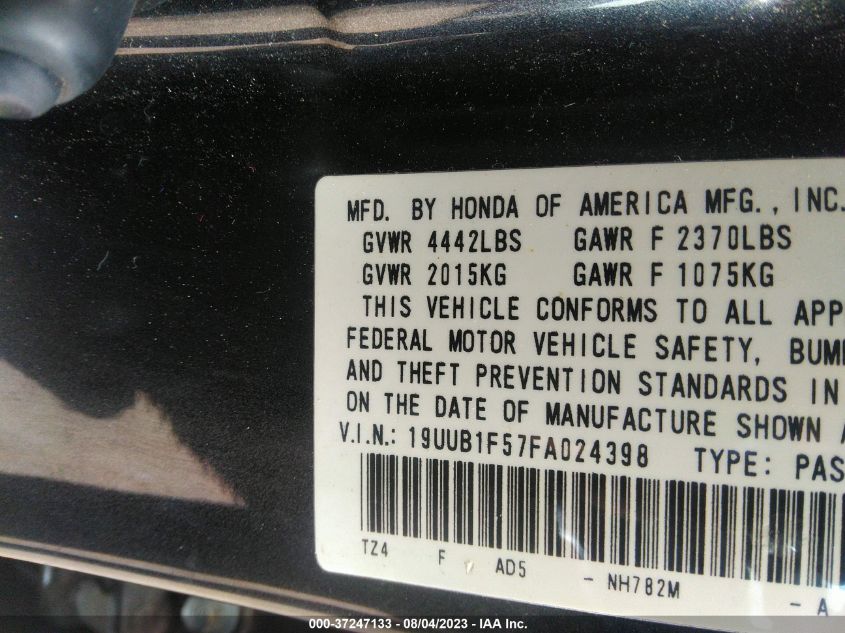 MFD. BY HONDA OF AMERICA MFG., INC.
GVWR 4442LBS GAWR F 2370LBS
GVWR 2015KG GAWR F 1075KG
THIS VEHICLE CONFORMS TO ALL APP
FEDERAL MOTOR VEHICLE SAFETY, BUM
AND THEFT PREVENTION STANDARDS IN
ON THE DATE OF MANUFACTURE SHOWN A
V.I.N.: 19UUB1F57FA024398 TYPE: PAS
TZ4 F AD5 - NH782M - A
000-37247133 - 08/04/2023 - IAA Inc.